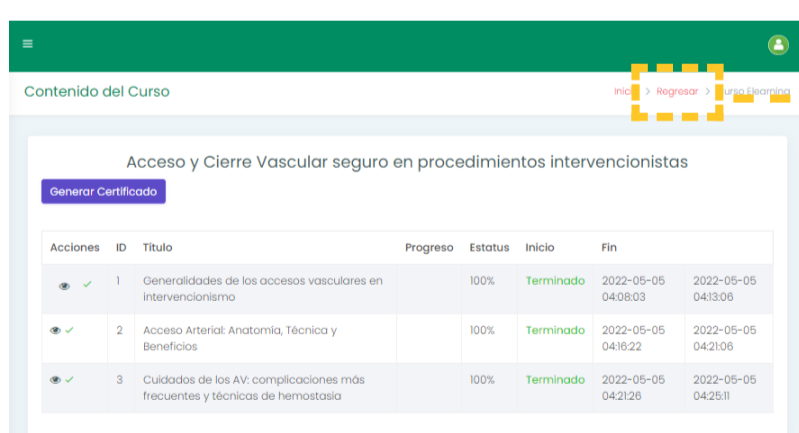 Contenido del Curso
Inicio > Regresar > Curso Elearning
Acceso y Cierre Vascular seguro en procedimientos intervencionistas
Generar Certificado
Acciones ID Titulo Progreso Estatus Inicio Fin
1 Generalidades de los accesos vasculares en intervencionismo 100% Terminado 2022-05-05 04:08:03 2022-05-05 04:13:06
2 Acceso Arterial: Anatomía, Técnica y Beneficios 100% Terminado 2022-05-05 04:16:22 2022-05-05 04:21:06
3 Cuidados de los AV: complicaciones más frecuentes y técnicas de hemostasia 100% Terminado 2022-05-05 04:21:26 2022-05-05 04:25:11